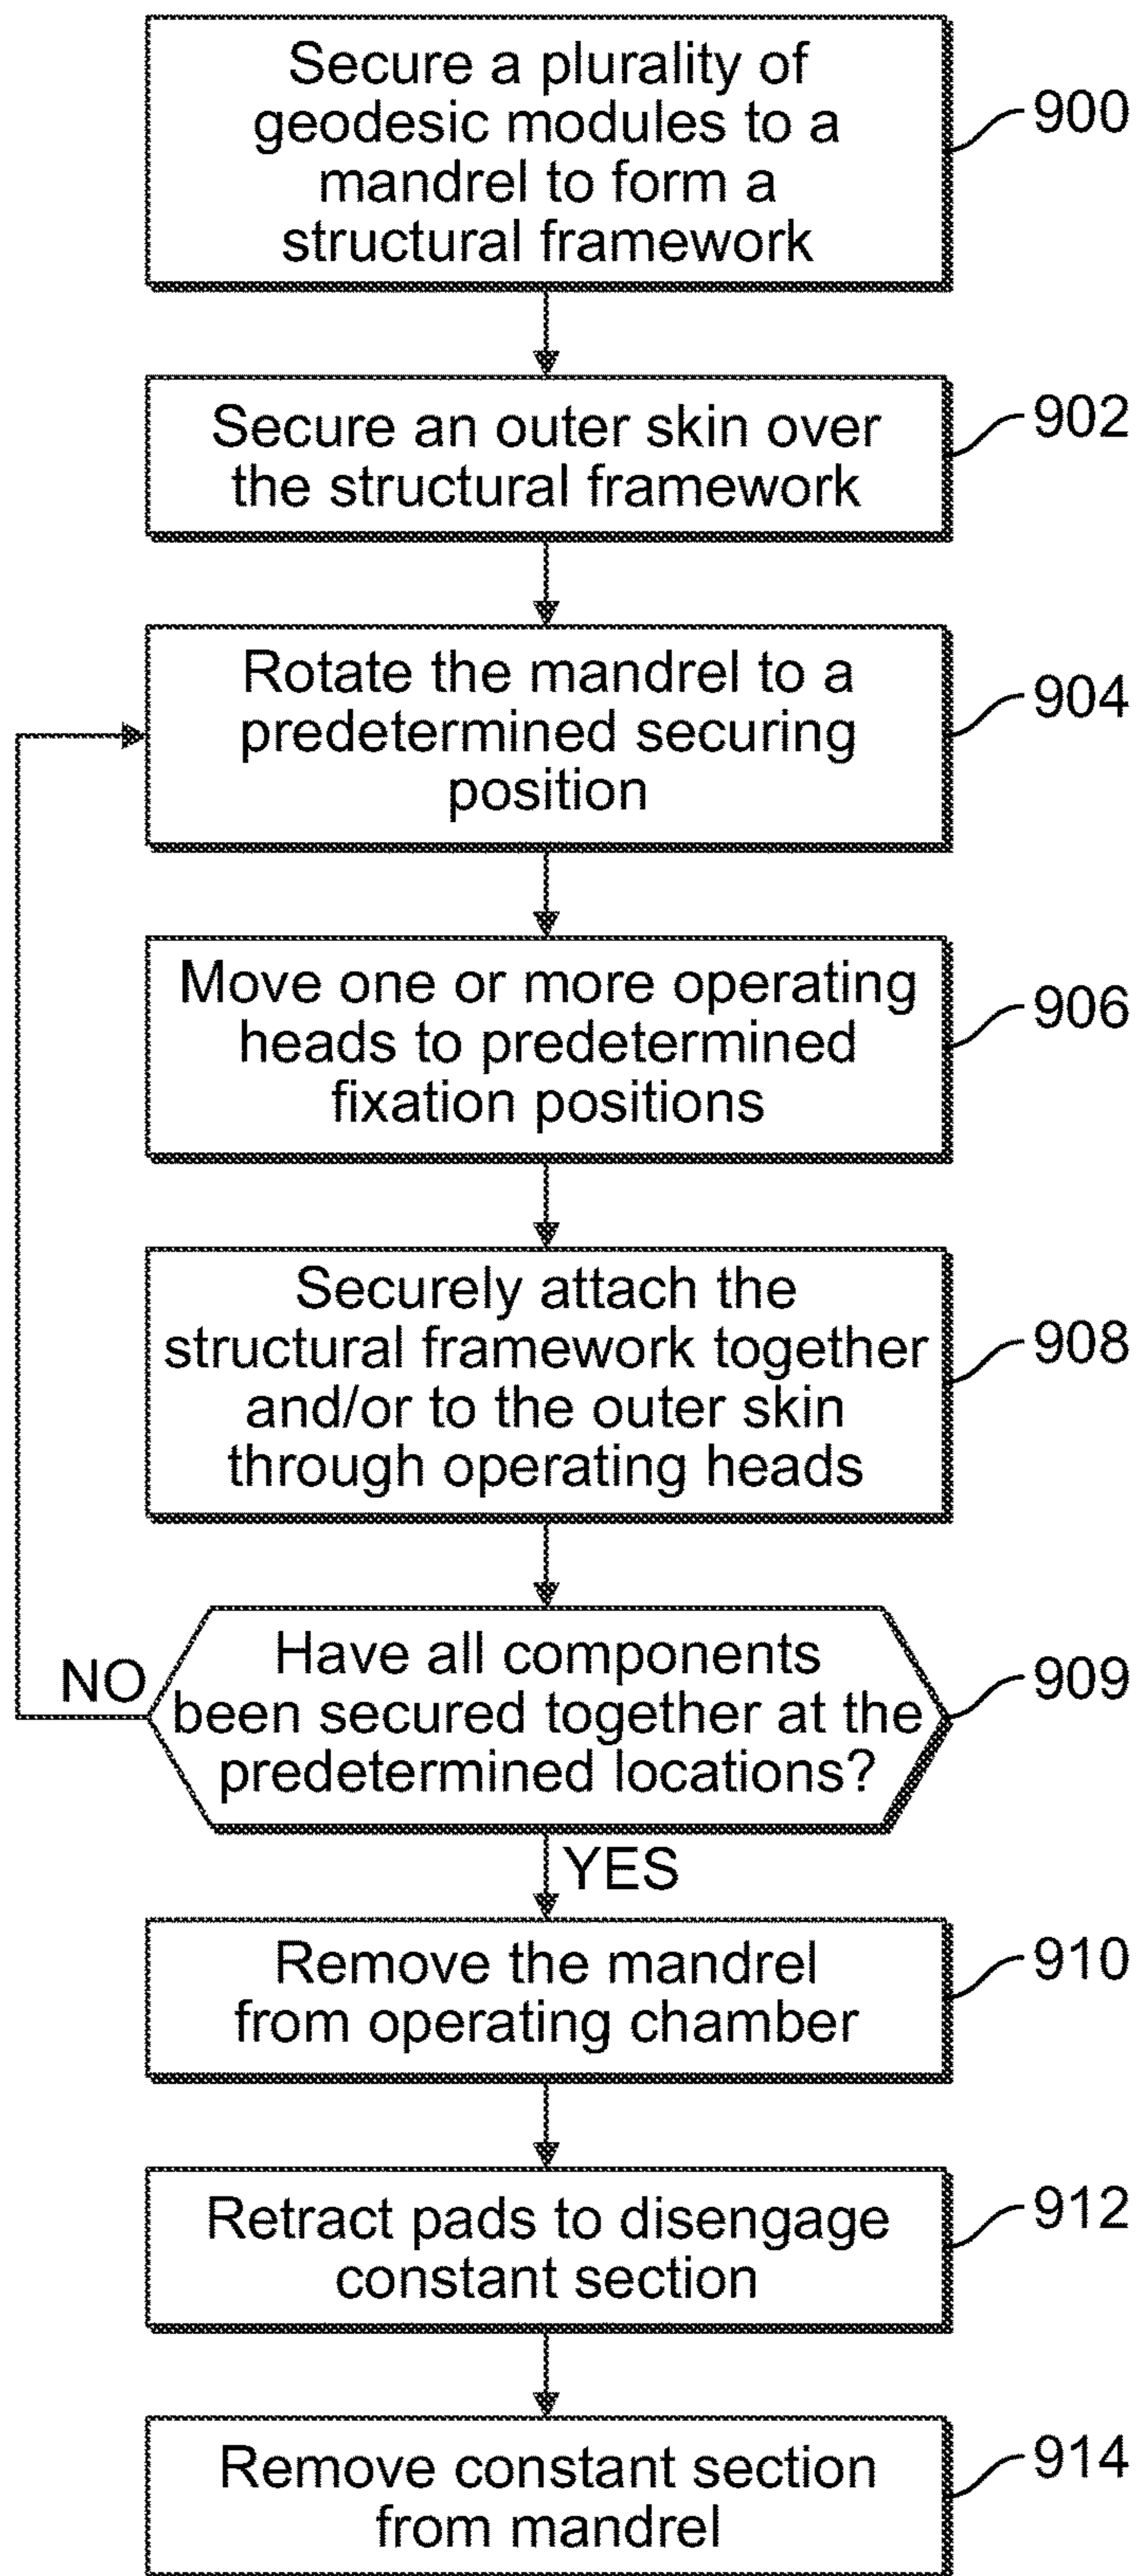 Secure a plurality of
geodesic modules to a
mandrel to form a
structural framework
900
Secure an outer skin over
the structural framework
902
Rotate the mandrel to a
predetermined securing
position
904
Move one or more operating
heads to predetermined
fixation positions
906
Securely attach the
structural framework together
and/or to the outer skin
through operating heads
908
Have all components
been secured together at the
predetermined locations?
909
NO
YES
Remove the mandrel
from operating chamber
910
Retract pads to disengage
constant section
912
Remove constant section
from mandrel
914